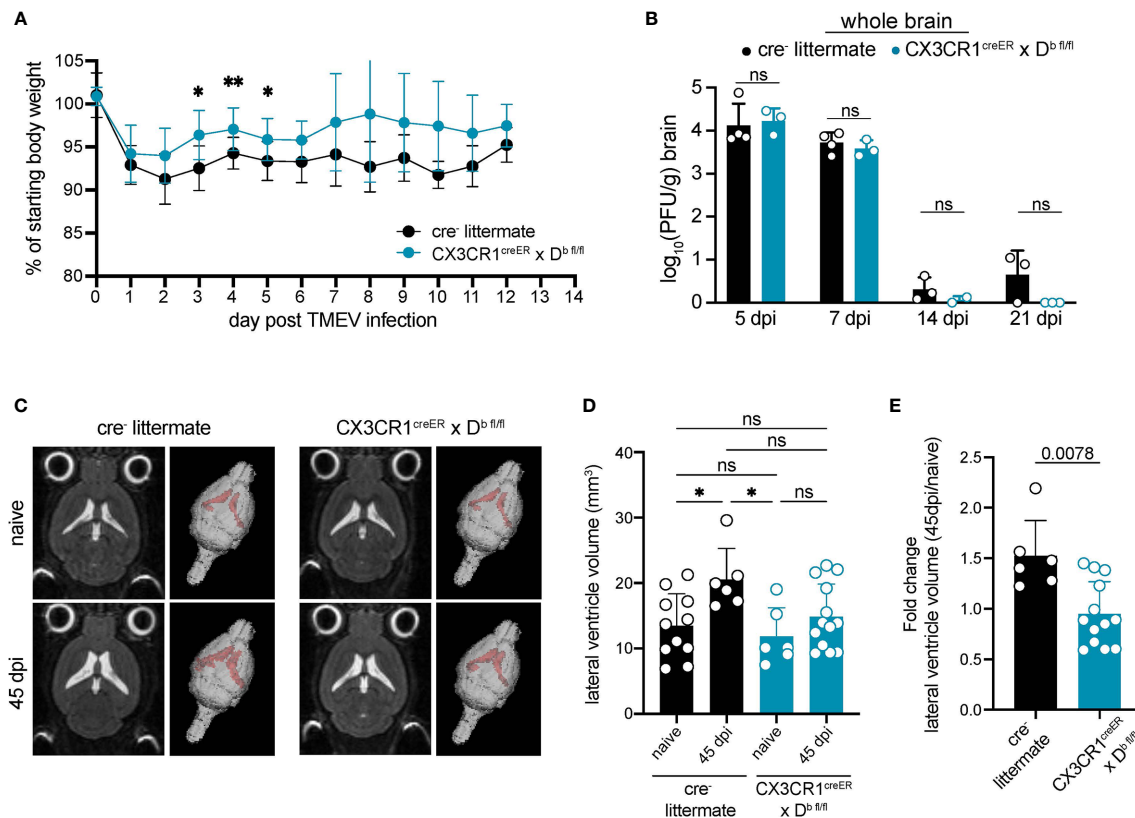 A
% of starting body weight
105
100
95
90
85
80
* ** *
cre- littermate
CX3CR1creER x Db fl/fl
0 1 2 3 4 5 6 7 8 9 10 11 12 13 14
day post TMEV infection
B
whole brain
cre- littermate CX3CR1creER x Db fl/fl
log10(PFU/g) brain
5
4
3
2
1
0
ns
ns
ns
ns
5 dpi 7 dpi 14 dpi 21 dpi
C
cre- littermate CX3CR1creER x Db fl/fl
naive
45 dpi
D
lateral ventricle volume (mm3)
40
30
20
10
0
ns
ns
ns
* * ns
naive 45 dpi naive 45 dpi
cre-
littermate
CX3CR1creER
x Db fl/fl
E
Fold change
lateral ventricle volume (45dpi/naive)
2.5
2.0
1.5
1.0
0.5
0.0
0.0078
cre-
littermate
CX3CR1creER
x Db fl/fl